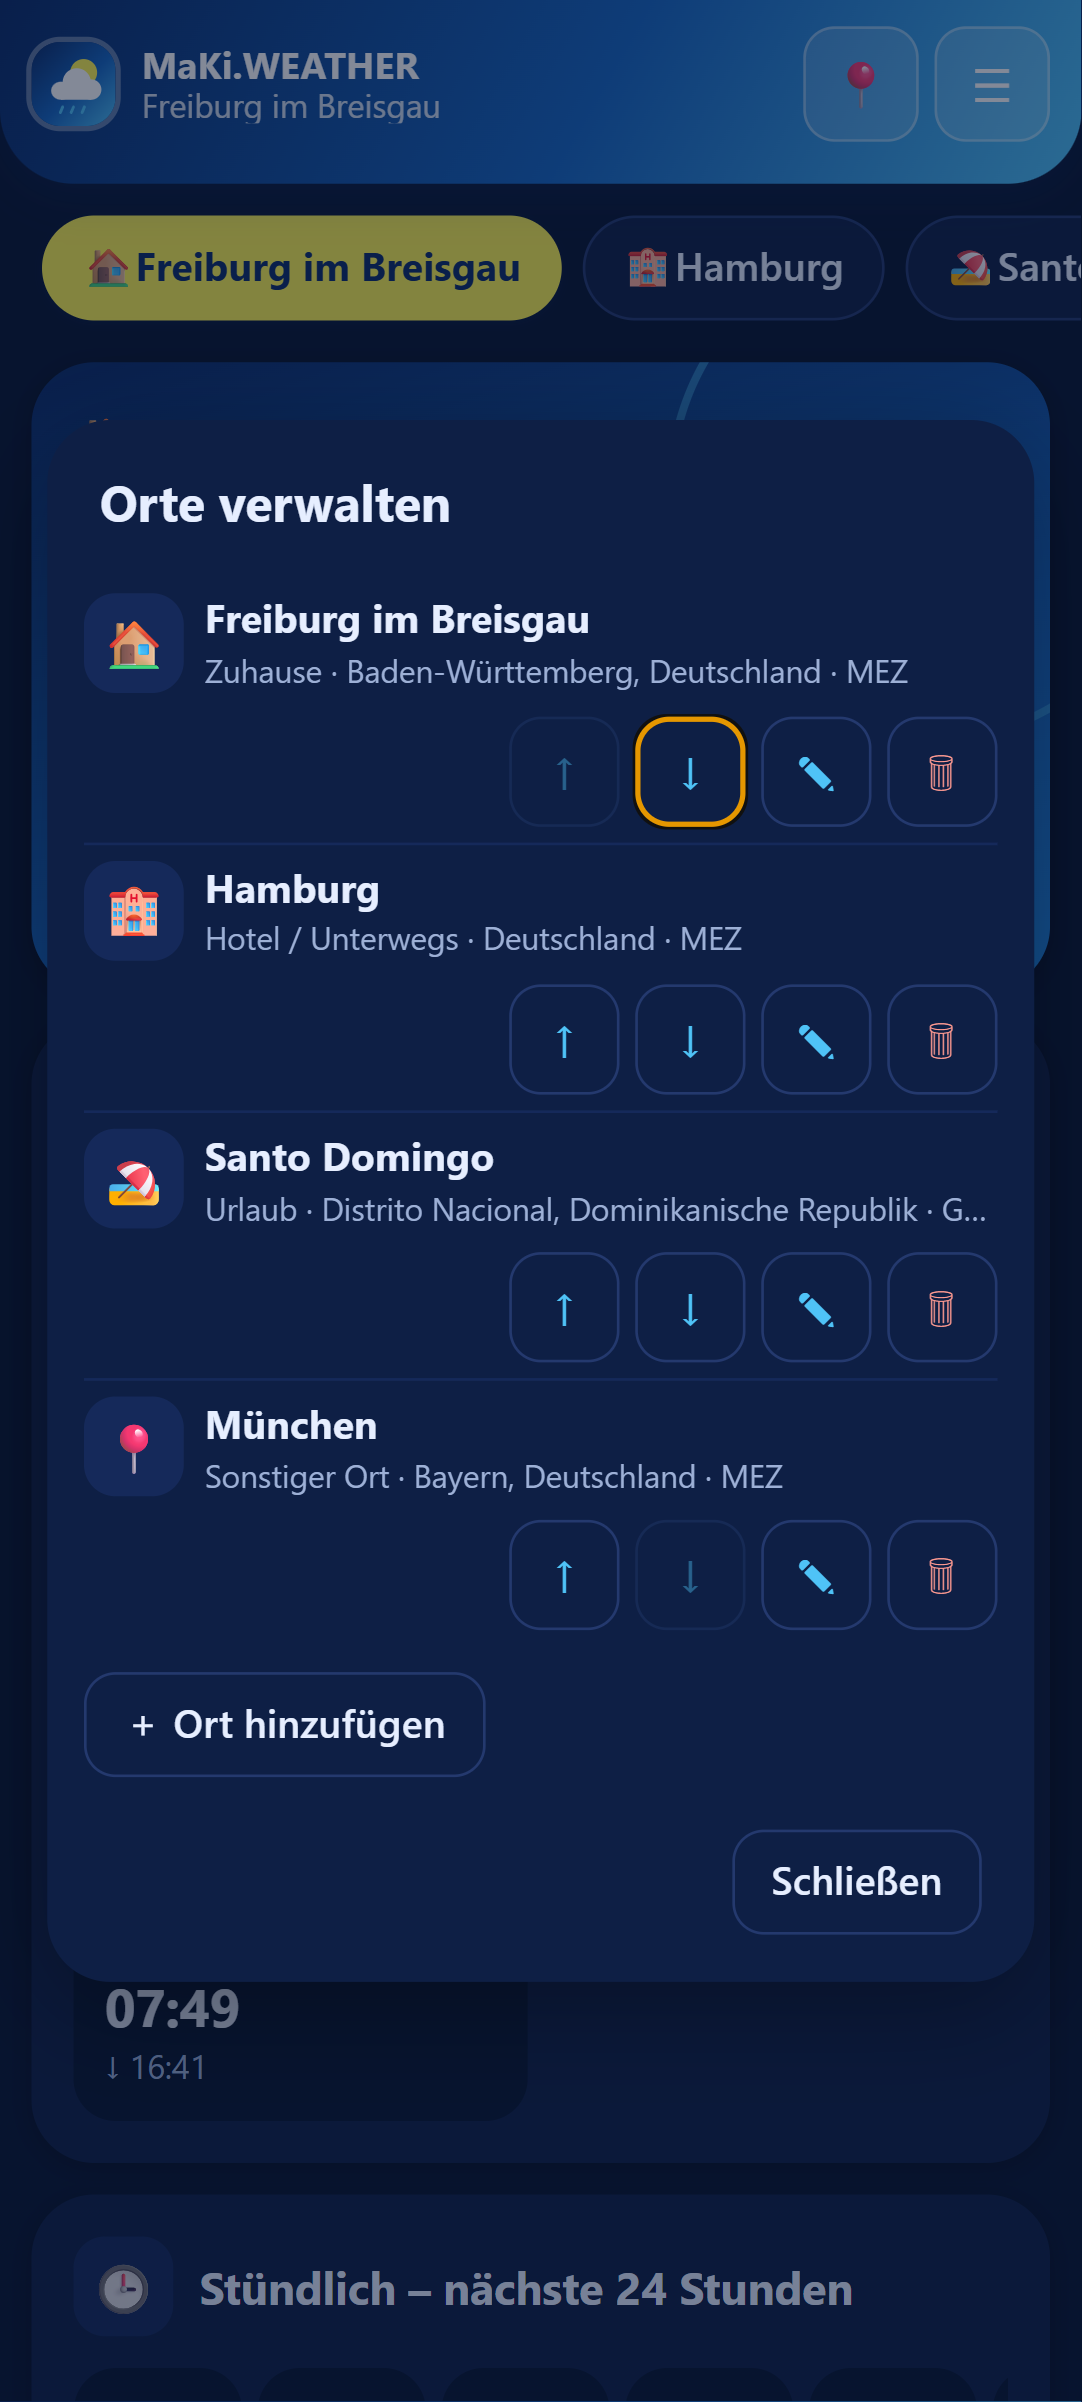 MaKi.WEATHER
Freiburg im Breisgau
Freiburg im Breisgau
Hamburg
Orte verwalten
Freiburg im Breisgau
Zuhause · Baden-Württemberg, Deutschland · MEZ
↑ ↓
Hamburg
Hotel / Unterwegs · Deutschland · MEZ
↑ ↓
Santo Domingo
Urlaub · Distrito Nacional, Dominikanische Republik · G...
↑ ↓
München
Sonstiger Ort · Bayern, Deutschland · MEZ
↑ ↓
+ Ort hinzufügen
Schließen
07:49
↓ 16:41
Stündlich – nächste 24 Stunden